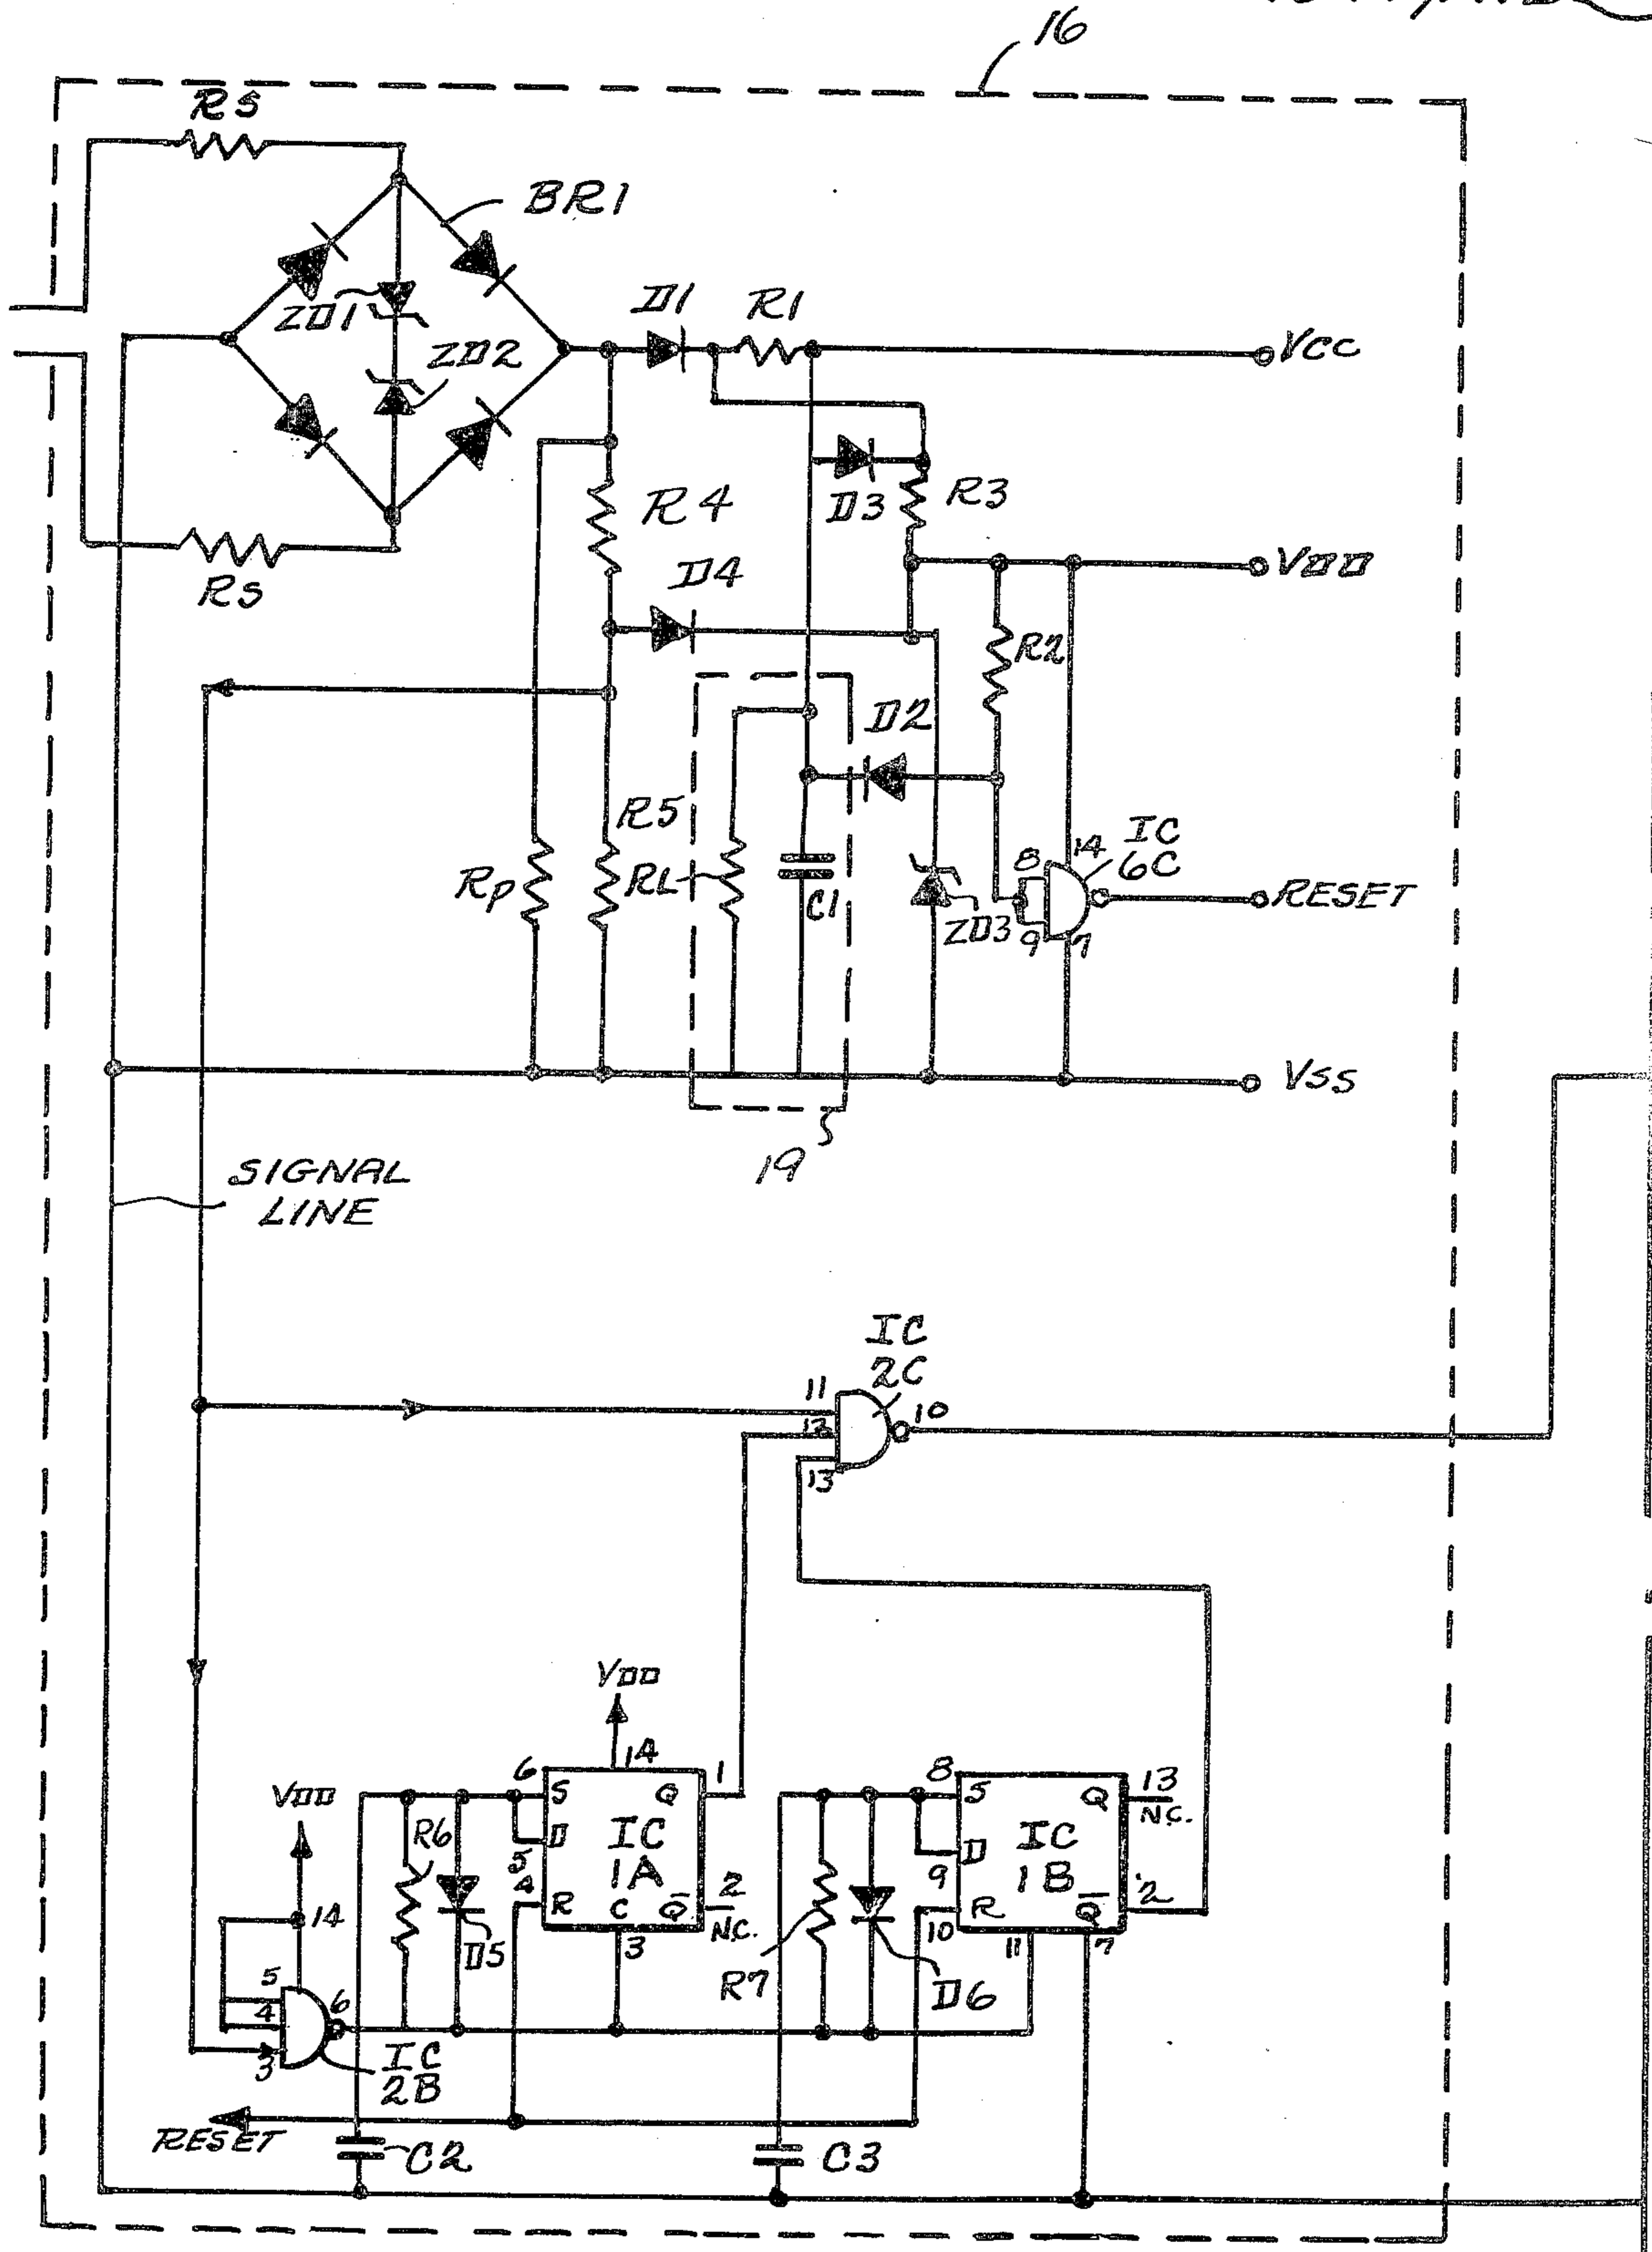 16
RS
BR1
ZD1
ZD2
D1
R1
VCC
D3
R3
R4
RS
D4
VDD
R2
D2
R5
RL
C1
Rp
ZD3
8
14
IC
6C
9
7
RESET
VSS
19
SIGNAL
LINE
IC
2C
11
12
13
10
VDD
14
6
S
Q
1
5
D
IC
1A
4
R
C
Q̄
2
N.C.
3
VDD
R6
D5
14
5
4
3
6
IC
2B
8
S
Q
13
N.C.
9
D
IC
1B
10
R
Q̄
12
11
7
R7
D6
RESET
C2
C3